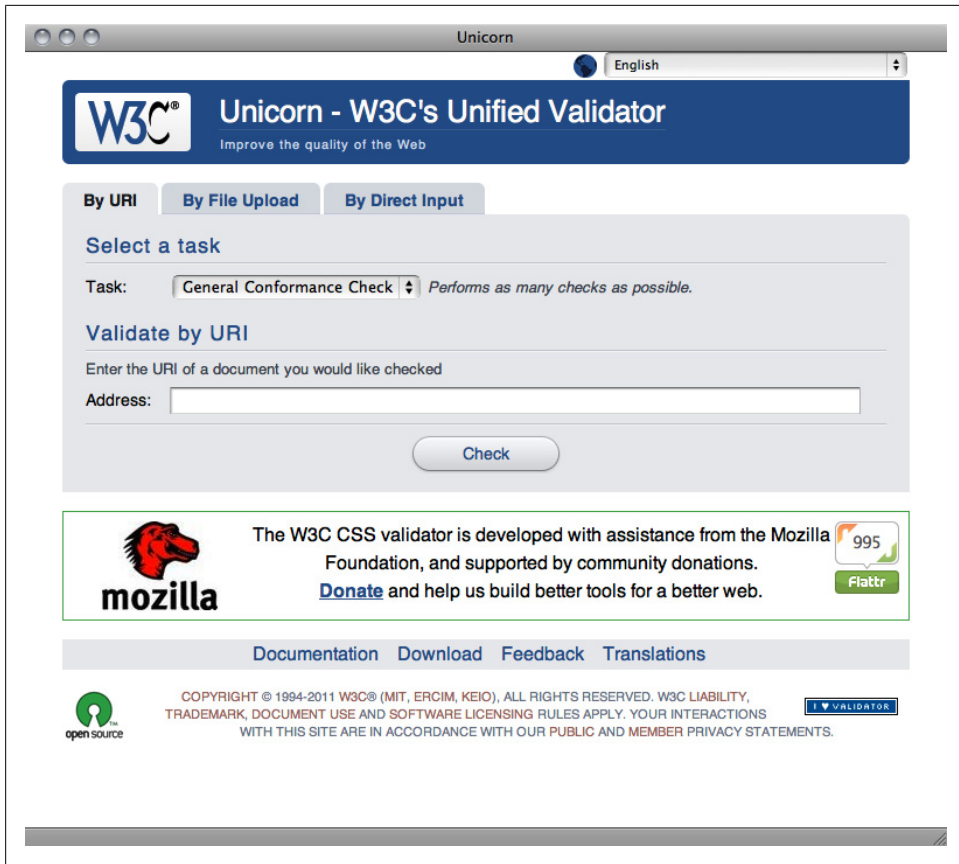 Unicorn
English
W3C®
Unicorn - W3C's Unified Validator
Improve the quality of the Web
By URI By File Upload By Direct Input
Select a task
Task: General Conformance Check Performs as many checks as possible.
Validate by URI
Enter the URI of a document you would like checked
Address:
Check
The W3C CSS validator is developed with assistance from the Mozilla
Foundation, and supported by community donations.
Donate and help us build better tools for a better web.
mozilla
995
Flattr
Documentation Download Feedback Translations
COPYRIGHT © 1994-2011 W3C® (MIT, ERCIM, KEIO), ALL RIGHTS RESERVED. W3C LIABILITY,
TRADEMARK, DOCUMENT USE AND SOFTWARE LICENSING RULES APPLY. YOUR INTERACTIONS
WITH THIS SITE ARE IN ACCORDANCE WITH OUR PUBLIC AND MEMBER PRIVACY STATEMENTS.
open source TM
I ♥ VALIDATOR